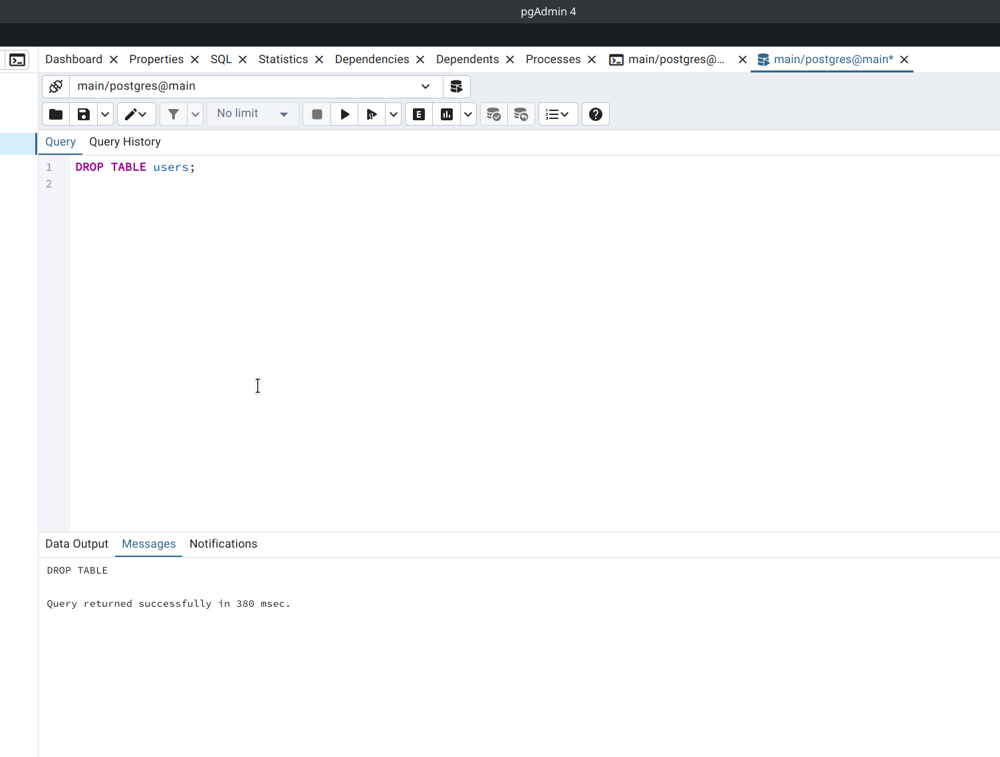 pgAdmin 4
Dashboard Properties SQL Statistics Dependencies Dependents Processes main/postgres@... main/postgres@main*
main/postgres@main
No limit
E
Query Query History
1 DROP TABLE users;
2
Data Output Messages Notifications
DROP TABLE
Query returned successfully in 380 msec.